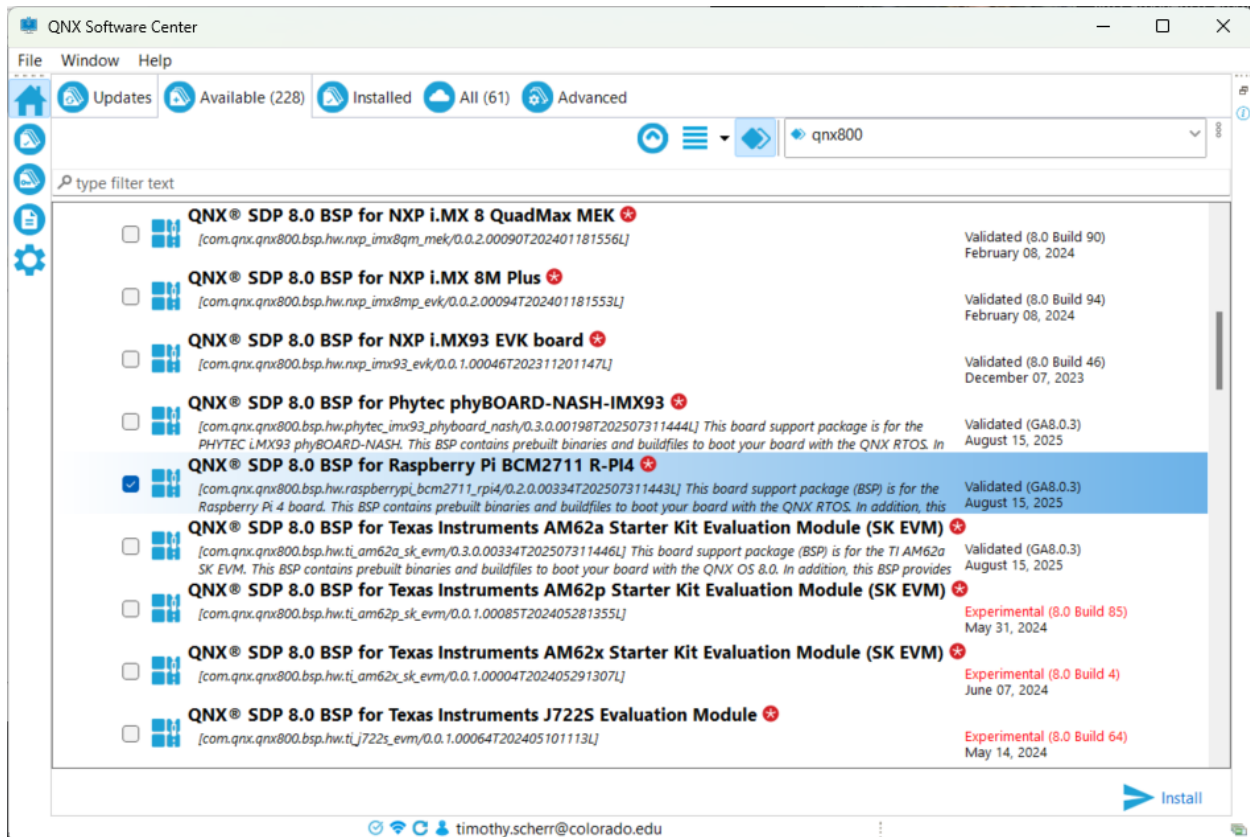 QNX Software Center
File Window Help
Updates Available (228) Installed All (61) Advanced
qnx800
type filter text
QNX® SDP 8.0 BSP for NXP i.MX 8 QuadMax MEK
[com.qnx.qnx800.bsp.hw.nxp_imx8qm_mek/0.0.2.00090T202401181556L]
Validated (8.0 Build 90)
February 08, 2024
QNX® SDP 8.0 BSP for NXP i.MX 8M Plus
[com.qnx.qnx800.bsp.hw.nxp_imx8mp_evk/0.0.2.00094T202401181553L]
Validated (8.0 Build 94)
February 08, 2024
QNX® SDP 8.0 BSP for NXP i.MX93 EVK board
[com.qnx.qnx800.bsp.hw.nxp_imx93_evk/0.0.1.00046T202311201147L]
Validated (8.0 Build 46)
December 07, 2023
QNX® SDP 8.0 BSP for Phytec phyBOARD-NASH-IMX93
[com.qnx.qnx800.bsp.hw.phytec_imx93_phyboard_nash/0.3.0.00198T202507311444L] This board support package is for the
PHYTEC i.MX93 phyBOARD-NASH. This BSP contains prebuilt binaries and buildfiles to boot your board with the QNX RTOS. In
Validated (GA8.0.3)
August 15, 2025
QNX® SDP 8.0 BSP for Raspberry Pi BCM2711 R-PI4
[com.qnx.qnx800.bsp.hw.raspberrypi_bcm2711_rpi4/0.2.0.00334T202507311443L] This board support package (BSP) is for the
Raspberry Pi 4 board. This BSP contains prebuilt binaries and buildfiles to boot your board with the QNX RTOS. In addition, this
Validated (GA8.0.3)
August 15, 2025
QNX® SDP 8.0 BSP for Texas Instruments AM62a Starter Kit Evaluation Module (SK EVM)
[com.qnx.qnx800.bsp.hw.ti_am62a_sk_evm/0.3.0.00334T202507311446L] This board support package (BSP) is for the TI AM62a
SK EVM. This BSP contains prebuilt binaries and buildfiles to boot your board with the QNX OS 8.0. In addition, this BSP provides
Validated (GA8.0.3)
August 15, 2025
QNX® SDP 8.0 BSP for Texas Instruments AM62p Starter Kit Evaluation Module (SK EVM)
[com.qnx.qnx800.bsp.hw.ti_am62p_sk_evm/0.0.1.00085T202405281355L]
Experimental (8.0 Build 85)
May 31, 2024
QNX® SDP 8.0 BSP for Texas Instruments AM62x Starter Kit Evaluation Module (SK EVM)
[com.qnx.qnx800.bsp.hw.ti_am62x_sk_evm/0.0.1.00004T202405291307L]
Experimental (8.0 Build 4)
June 07, 2024
QNX® SDP 8.0 BSP for Texas Instruments J722S Evaluation Module
[com.qnx.qnx800.bsp.hw.ti_j722s_evm/0.0.1.00064T202405101113L]
Experimental (8.0 Build 64)
May 14, 2024
Install
timothy.scherr@colorado.edu